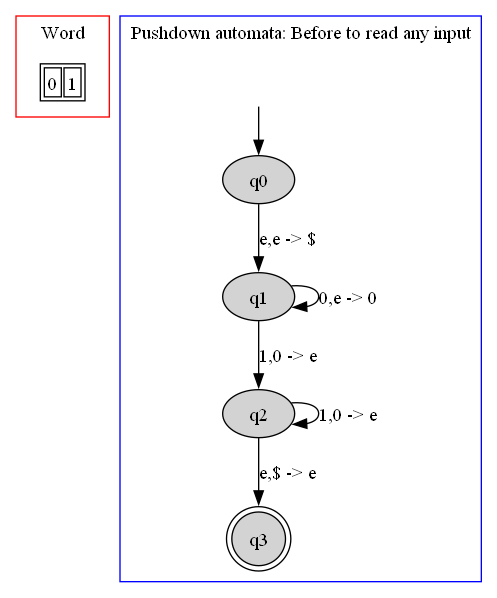 Word
0 1
Pushdown automata: Before to read any input
q0
e,e -> $
q1
0,e -> 0
1,0 -> e
q2
1,0 -> e
e,$ -> e
q3